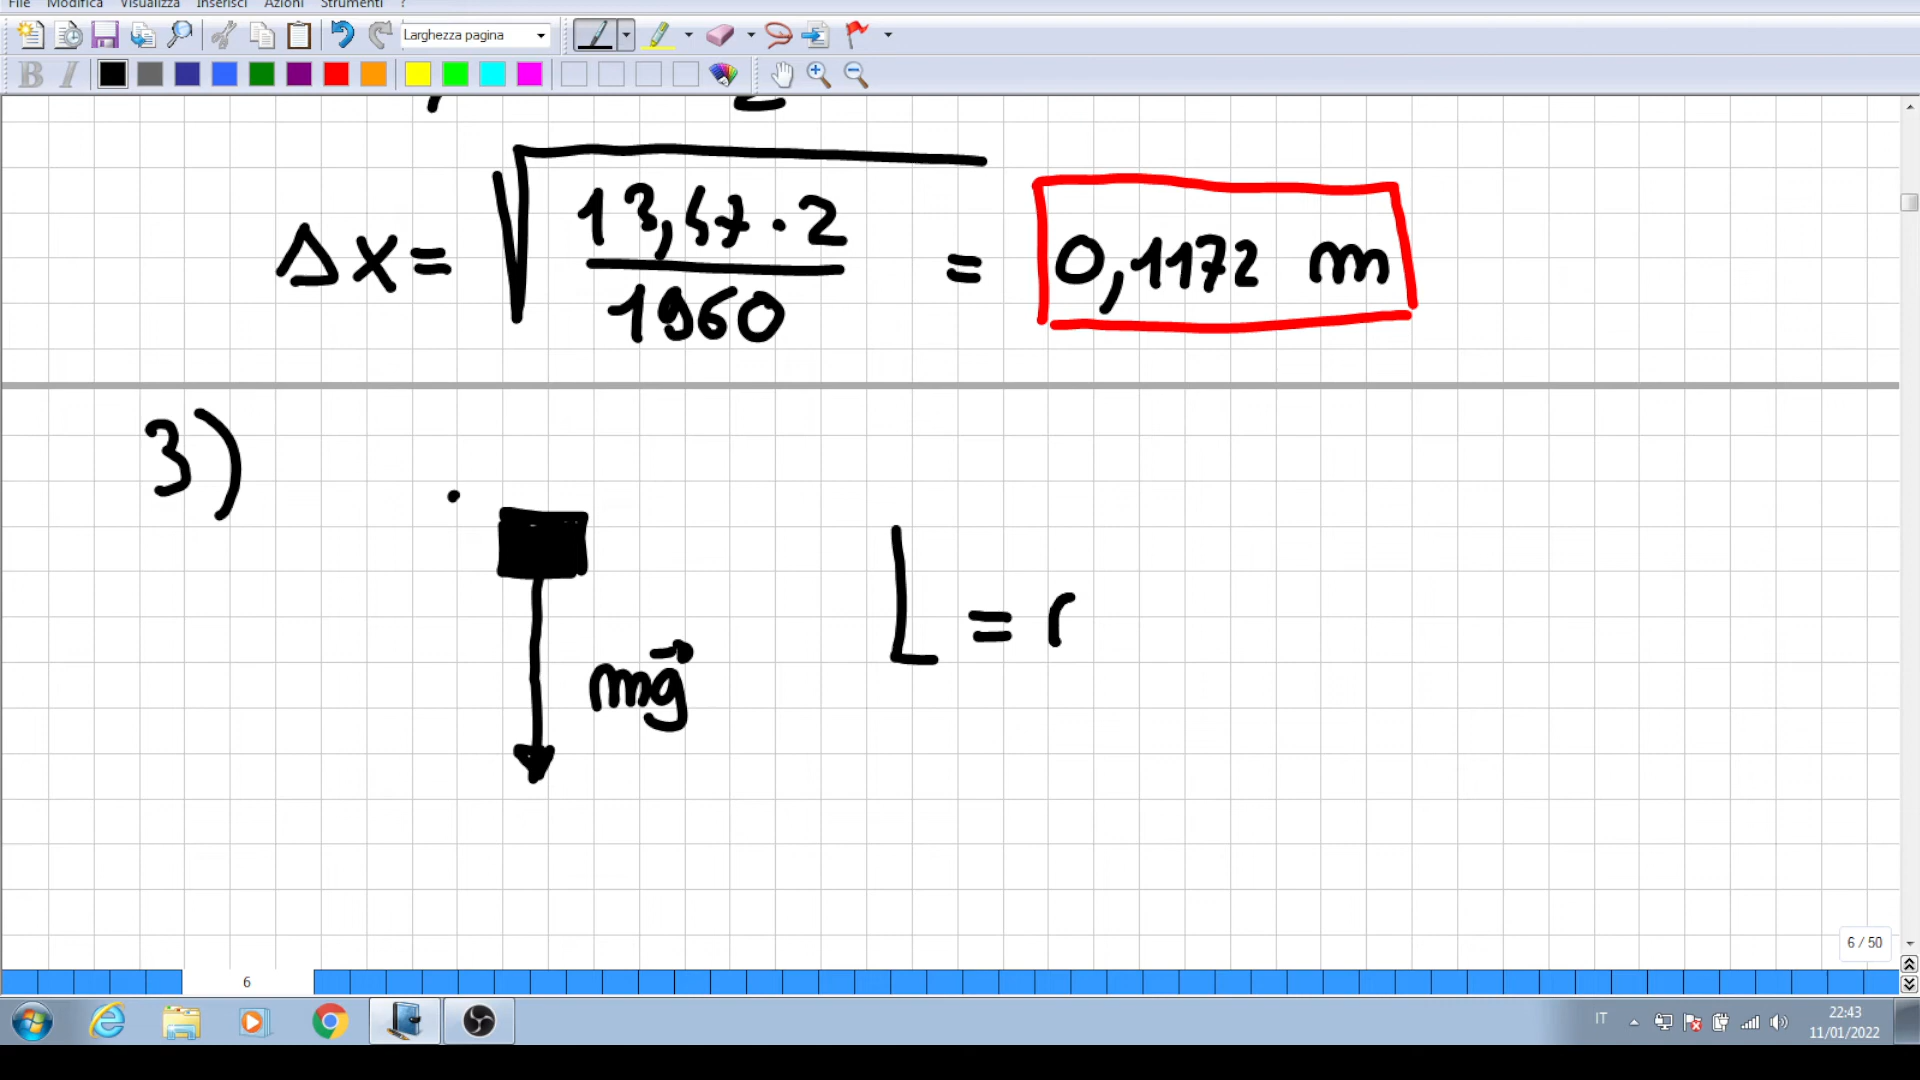 File Modifica Visualizza Inserisci Azioni Strumenti ?
Larghezza pagina
B I
Δx = √ 13,47 · 2 / 1960 = 0,1172 m
3)
L = r
mg
6 / 50
6
IT
22:43
11/01/2022